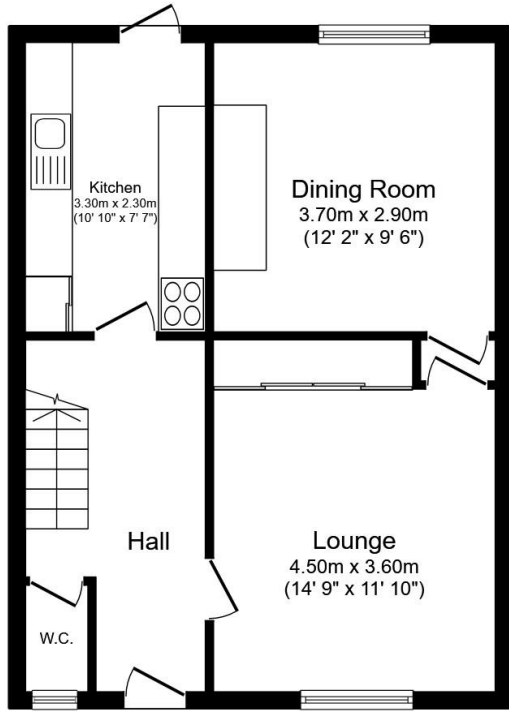 Kitchen
3.30m x 2.30m
(10' 10" x 7' 7")
Dining Room
3.70m x 2.90m
(12' 2" x 9' 6")
Hall
Lounge
4.50m x 3.60m
(14' 9" x 11' 10")
W.C.